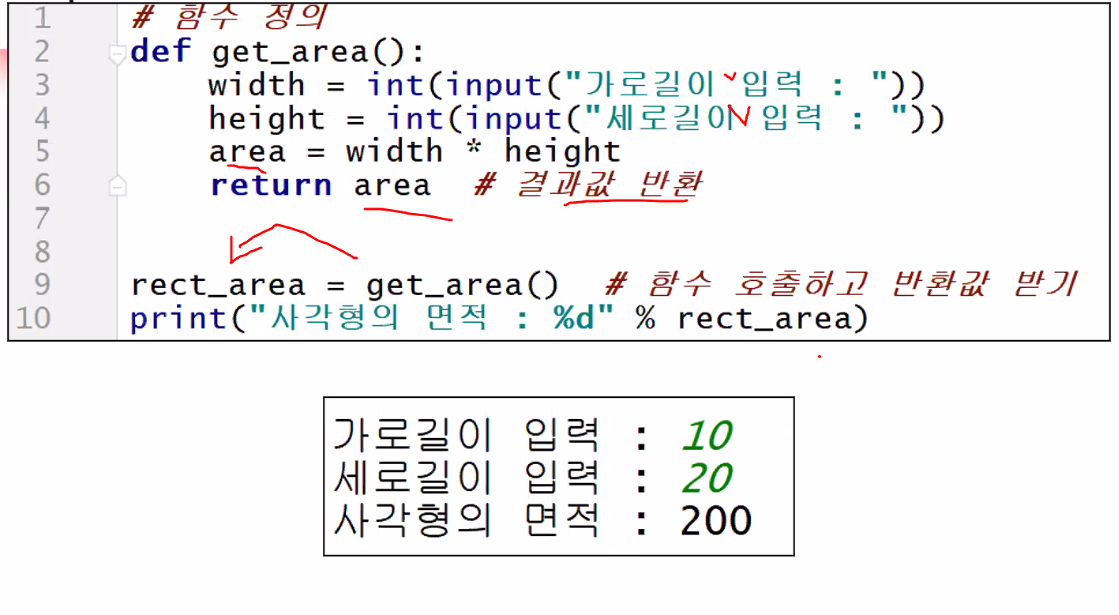 1 # 함수 정의
2 def get_area():
3 width = int(input("가로길이 입력 : "))
4 height = int(input("세로길이 입력 : "))
5 area = width * height
6 return area # 결과값 반환
7
8
9 rect_area = get_area() # 함수 호출하고 반환값 받기
10 print("사각형의 면적 : %d" % rect_area)
가로길이 입력 : 10
세로길이 입력 : 20
사각형의 면적 : 200